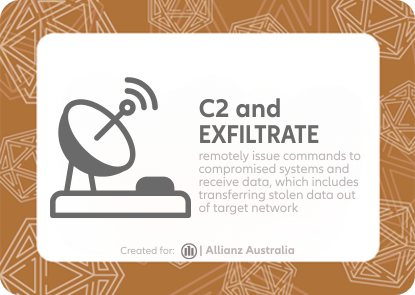 C2 and
EXFILTRATE
remotely issue commands to
compromised systems and
receive data, which includes
transferring stolen data out
of target network
Created for: | Allianz Australia